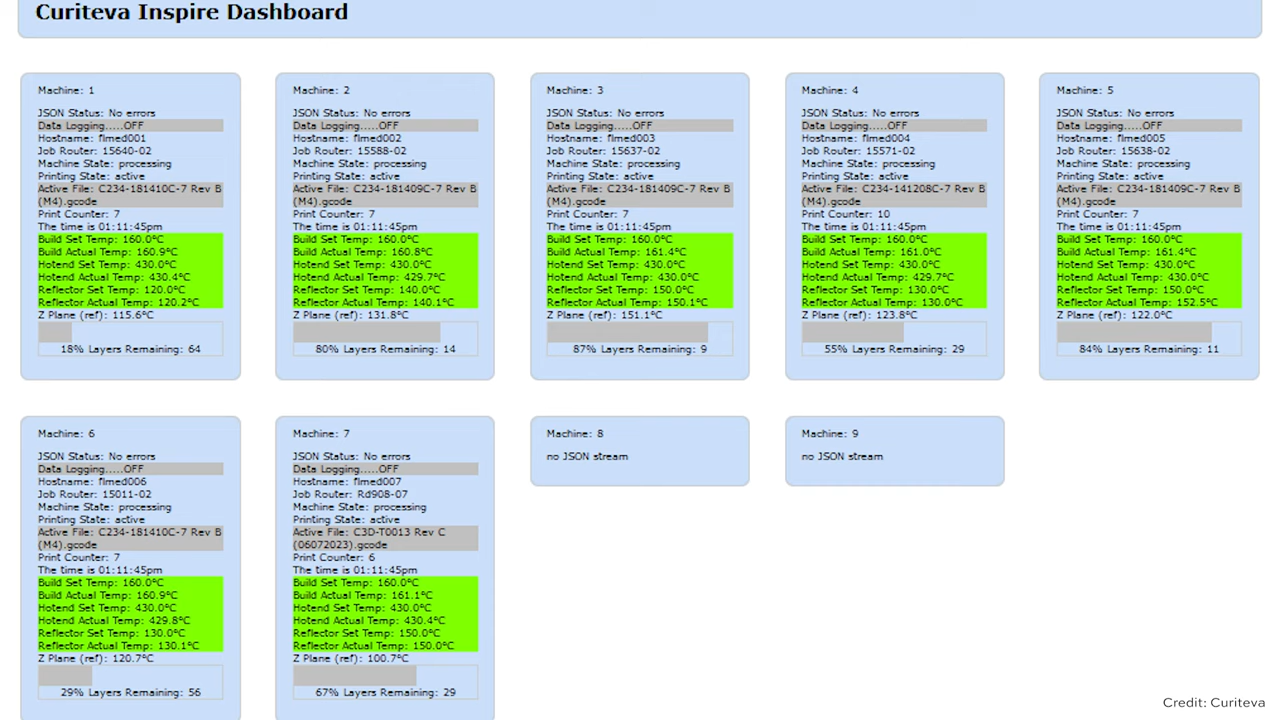 Curiteva Inspire Dashboard
Machine: 1
JSON Status: No errors
Data Logging.....OFF
Hostname: flmed001
Job Router: 15640-02
Machine State: processing
Printing State: active
Active File: C234-181410C-7 Rev B
(M4).gcode
Print Counter: 7
The time is 01:11:45pm
Build Set Temp: 160.0°C
Build Actual Temp: 160.9°C
Hotend Set Temp: 430.0°C
Hotend Actual Temp: 430.4°C
Reflector Set Temp: 120.0°C
Reflector Actual Temp: 120.2°C
Z Plane (ref): 115.6°C
18% Layers Remaining: 64
Machine: 2
JSON Status: No errors
Data Logging.....OFF
Hostname: flmed002
Job Router: 15588-02
Machine State: processing
Printing State: active
Active File: C234-181409C-7 Rev B
(M4).gcode
Print Counter: 7
The time is 01:11:45pm
Build Set Temp: 160.0°C
Build Actual Temp: 160.8°C
Hotend Set Temp: 430.0°C
Hotend Actual Temp: 429.7°C
Reflector Set Temp: 140.0°C
Reflector Actual Temp: 140.1°C
Z Plane (ref): 131.8°C
80% Layers Remaining: 14
Machine: 3
JSON Status: No errors
Data Logging.....OFF
Hostname: flmed003
Job Router: 15637-02
Machine State: processing
Printing State: active
Active File: C234-181409C-7 Rev B
(M4).gcode
Print Counter: 7
The time is 01:11:45pm
Build Set Temp: 160.0°C
Build Actual Temp: 161.4°C
Hotend Set Temp: 430.0°C
Hotend Actual Temp: 430.0°C
Reflector Set Temp: 150.0°C
Reflector Actual Temp: 150.1°C
Z Plane (ref): 151.1°C
87% Layers Remaining: 9
Machine: 4
JSON Status: No errors
Data Logging.....OFF
Hostname: flmed004
Job Router: 15571-02
Machine State: processing
Printing State: active
Active File: C234-141208C-7 Rev B
(M4).gcode
Print Counter: 10
The time is 01:11:45pm
Build Set Temp: 160.0°C
Build Actual Temp: 161.0°C
Hotend Set Temp: 430.0°C
Hotend Actual Temp: 429.7°C
Reflector Set Temp: 130.0°C
Reflector Actual Temp: 130.0°C
Z Plane (ref): 123.8°C
55% Layers Remaining: 29
Machine: 5
JSON Status: No errors
Data Logging.....OFF
Hostname: flmed005
Job Router: 15638-02
Machine State: processing
Printing State: active
Active File: C234-181409C-7 Rev B
(M4).gcode
Print Counter: 7
The time is 01:11:45pm
Build Set Temp: 160.0°C
Build Actual Temp: 161.4°C
Hotend Set Temp: 430.0°C
Hotend Actual Temp: 430.0°C
Reflector Set Temp: 150.0°C
Reflector Actual Temp: 152.5°C
Z Plane (ref): 122.0°C
84% Layers Remaining: 11
Machine: 6
JSON Status: No errors
Data Logging.....OFF
Hostname: flmed006
Job Router: 15011-02
Machine State: processing
Printing State: active
Active File: C234-181410C-7 Rev B
(M4).gcode
Print Counter: 7
The time is 01:11:45pm
Build Set Temp: 160.0°C
Build Actual Temp: 160.9°C
Hotend Set Temp: 430.0°C
Hotend Actual Temp: 429.8°C
Reflector Set Temp: 130.0°C
Reflector Actual Temp: 130.1°C
Z Plane (ref): 120.7°C
29% Layers Remaining: 56
Machine: 7
JSON Status: No errors
Data Logging.....OFF
Hostname: flmed007
Job Router: Rd908-07
Machine State: processing
Printing State: active
Active File: C3D-T0013 Rev C
(06072023).gcode
Print Counter: 6
The time is 01:11:45pm
Build Set Temp: 160.0°C
Build Actual Temp: 161.1°C
Hotend Set Temp: 430.0°C
Hotend Actual Temp: 430.4°C
Reflector Set Temp: 150.0°C
Reflector Actual Temp: 150.0°C
Z Plane (ref): 100.7°C
67% Layers Remaining: 29
Machine: 8
no JSON stream
Machine: 9
no JSON stream
Credit: Curiteva